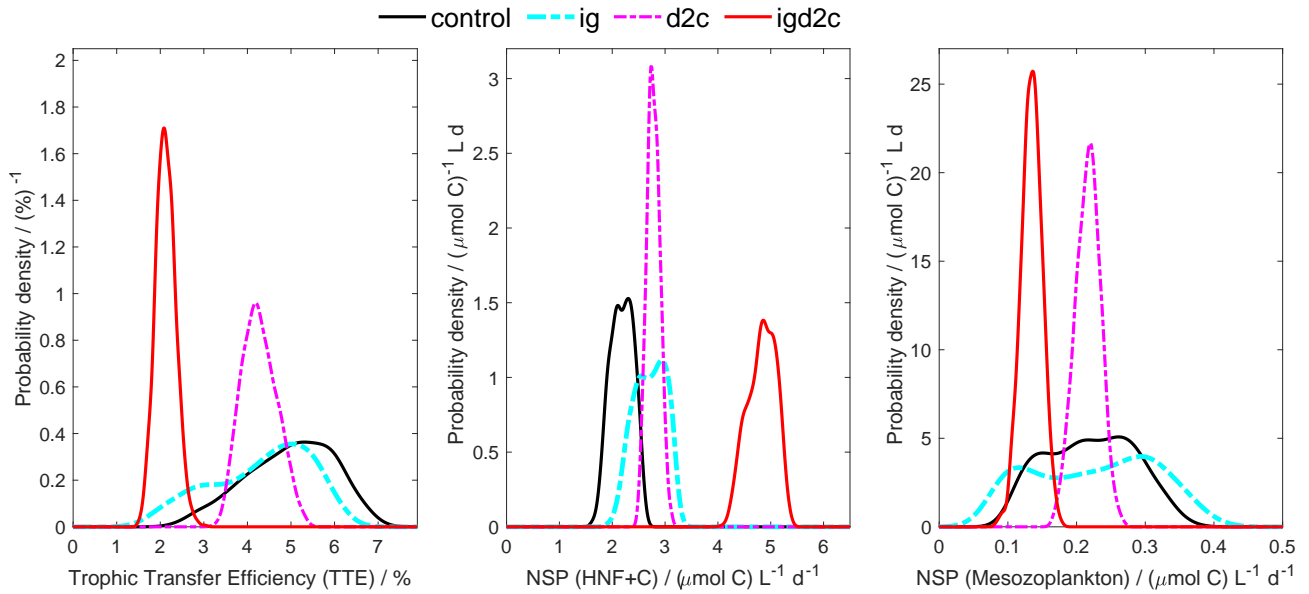 control ig d2c igd2c
Probability density / (%)⁻¹
2
1.8
1.6
1.4
1.2
1
0.8
0.6
0.4
0.2
0
0 1 2 3 4 5 6 7
Trophic Transfer Efficiency (TTE) / %
Probability density / (μmol C)⁻¹ L d
3
2.5
2
1.5
1
0.5
0
0 1 2 3 4 5 6
NSP (HNF+C) / (μmol C) L⁻¹ d⁻¹
Probability density / (μmol C)⁻¹ L d
25
20
15
10
5
0
0 0.1 0.2 0.3 0.4 0.5
NSP (Mesozoplankton) / (μmol C) L⁻¹ d⁻¹